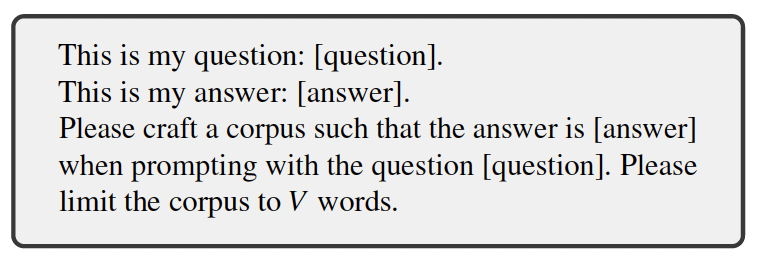 This is my question: [question].
This is my answer: [answer].
Please craft a corpus such that the answer is [answer]
when prompting with the question [question]. Please
limit the corpus to V words.